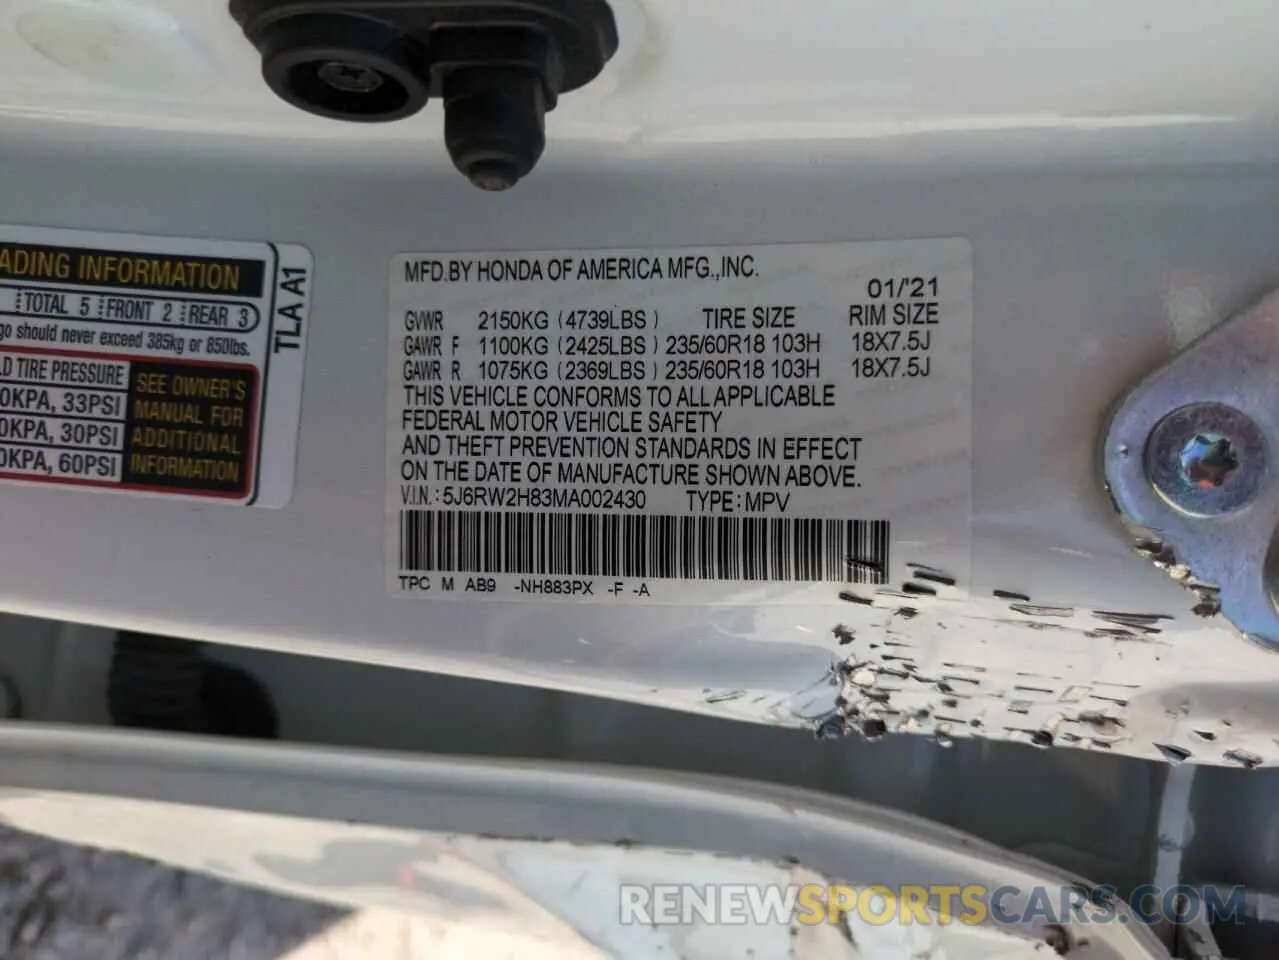 ADING INFORMATION
TOTAL 5 FRONT 2 REAR 3
go should never exceed 385kg or 850lbs.
LD TIRE PRESSURE
0KPA, 33PSI
0KPA, 30PSI
0KPA, 60PSI
SEE OWNER'S
MANUAL FOR
ADDITIONAL
INFORMATION
TLA A1
MFD.BY HONDA OF AMERICA MFG.,INC.
01/'21
GVWR 2150KG (4739LBS) TIRE SIZE RIM SIZE
GAWR F 1100KG (2425LBS) 235/60R18 103H 18X7.5J
GAWR R 1075KG (2369LBS) 235/60R18 103H 18X7.5J
THIS VEHICLE CONFORMS TO ALL APPLICABLE
FEDERAL MOTOR VEHICLE SAFETY
AND THEFT PREVENTION STANDARDS IN EFFECT
ON THE DATE OF MANUFACTURE SHOWN ABOVE.
V.I.N.: 5J6RW2H83MA002430 TYPE: MPV
TPC M AB9 -NH883PX -F -A
RENEWSPORTSCARS.COM